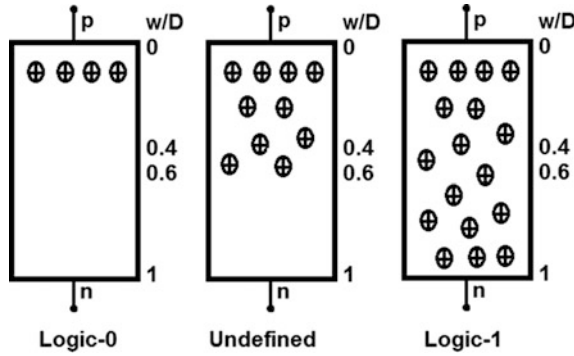 p w/D p w/D p w/D
0 0 0
0.4 0.4 0.4
0.6 0.6 0.6
1 1 1
n n n
Logic-0 Undefined Logic-1